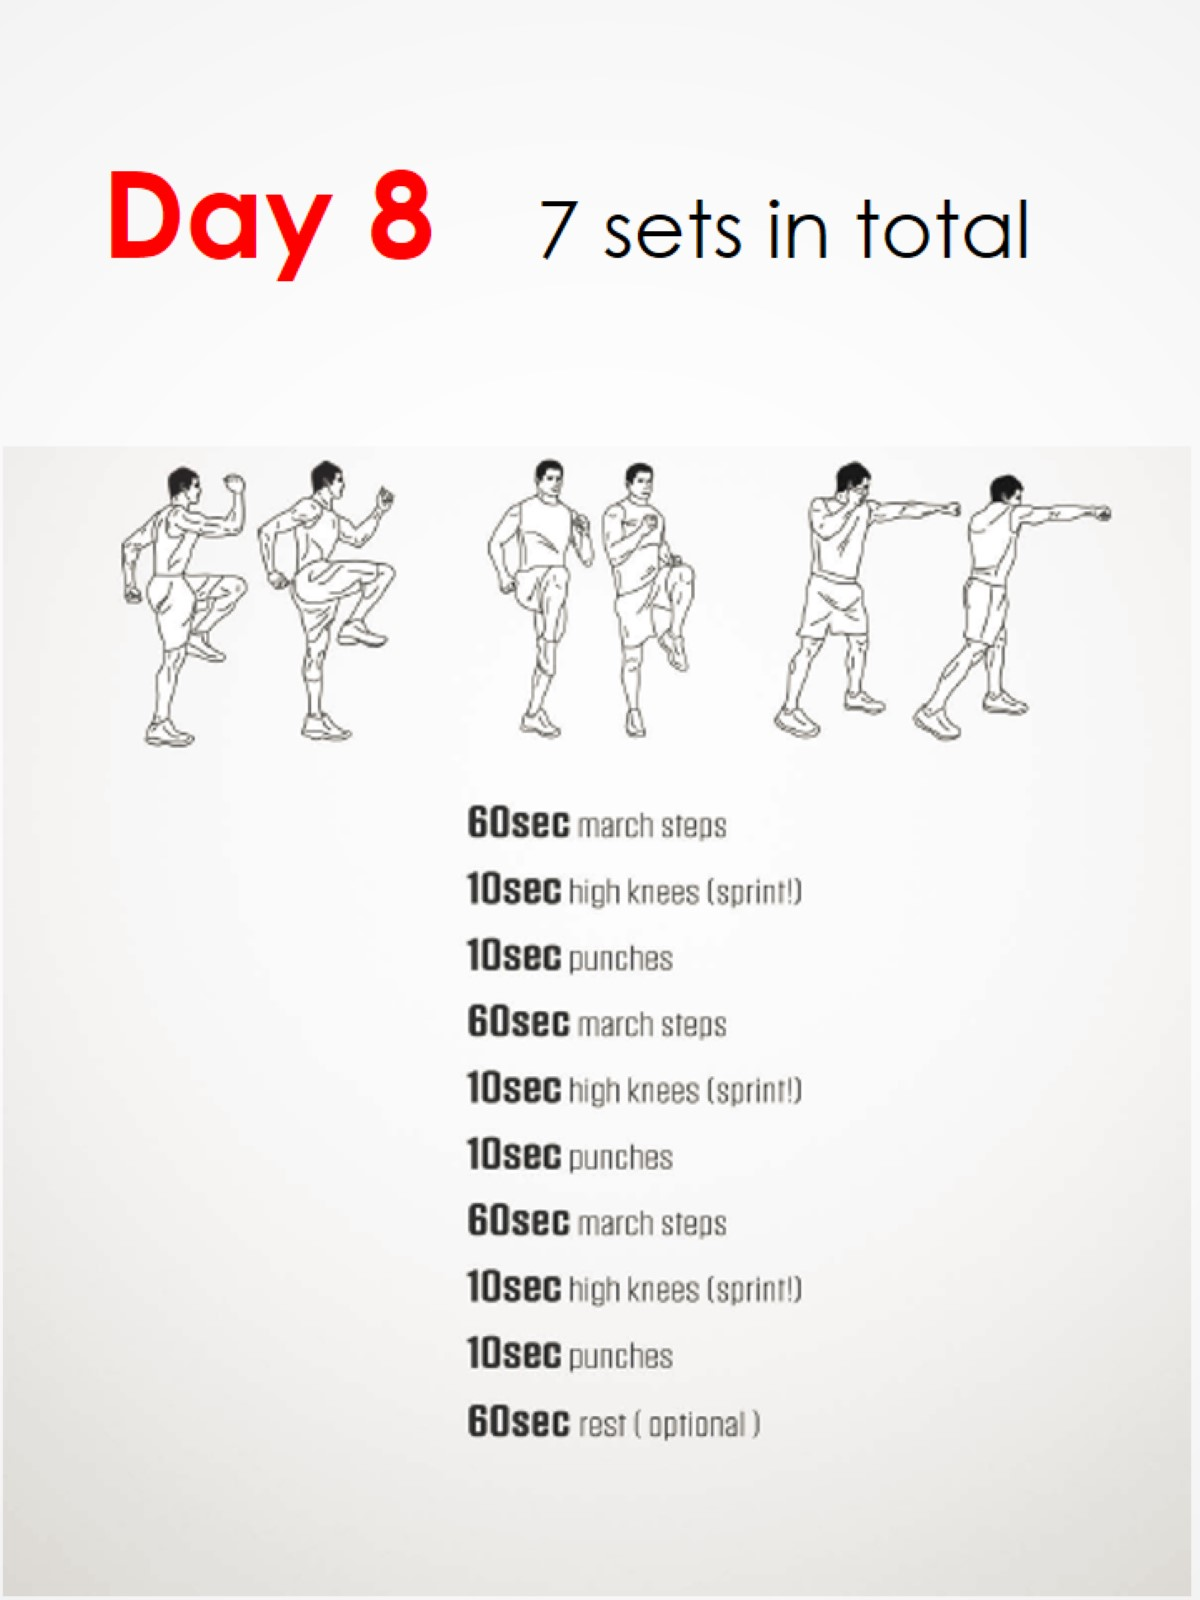 Day 8 7 sets in total
60sec march steps
10sec high knees (sprint!)
10sec punches
60sec march steps
10sec high knees (sprint!)
10sec punches
60sec march steps
10sec high knees (sprint!)
10sec punches
60sec rest ( optional )